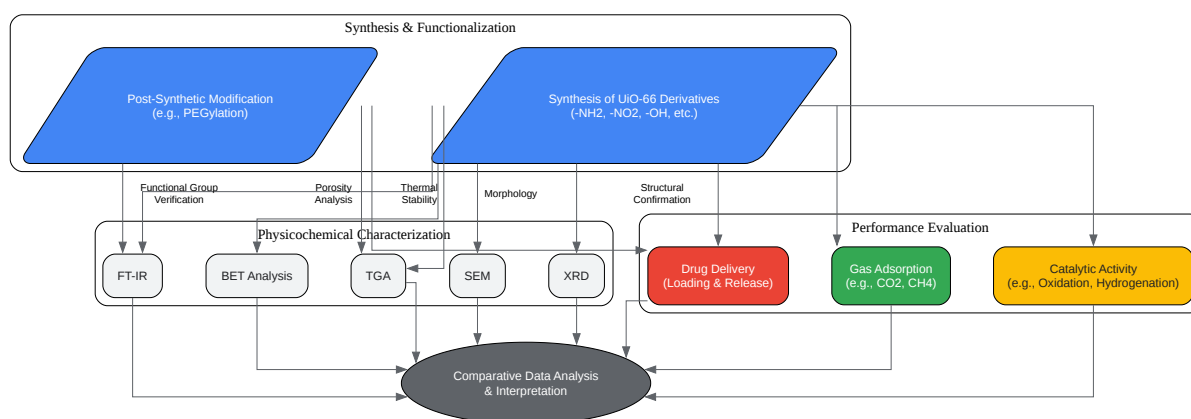 Synthesis & Functionalization
Post-Synthetic Modification
(e.g., PEGylation)
Synthesis of UiO-66 Derivatives
(-NH2, -NO2, -OH, etc.)
Functional Group
Verification
Porosity
Analysis
Thermal
Stability
Morphology
Structural
Confirmation
Physicochemical Characterization
FT-IR
BET Analysis
TGA
SEM
XRD
Performance Evaluation
Drug Delivery
(Loading & Release)
Gas Adsorption
(e.g., CO2, CH4)
Catalytic Activity
(e.g., Oxidation, Hydrogenation)
Comparative Data Analysis
& Interpretation